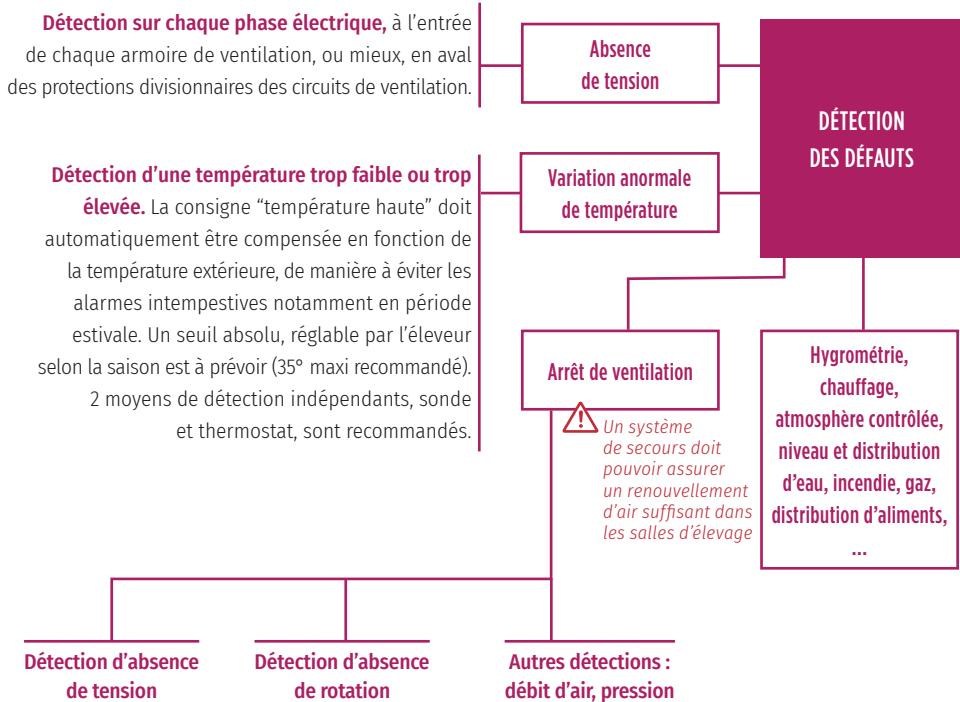 Détection sur chaque phase électrique, à l’entrée
de chaque armoire de ventilation, ou mieux, en aval
des protections divisionnaires des circuits de ventilation.
Absence
de tension
DÉTECTION
DES DÉFAUTS
Détection d’une température trop faible ou trop
élevée. La consigne “température haute” doit
automatiquement être compensée en fonction de
la température extérieure, de manière à éviter les
alarmes intempestives notamment en période
estivale. Un seuil absolu, réglable par l’éleveur
selon la saison est à prévoir (35° maxi recommandé).
2 moyens de détection indépendants, sonde
et thermostat, sont recommandés.
Variation anormale
de température
Arrêt de ventilation
Un système
de secours doit
pouvoir assurer
un renouvellement
d’air suffisant dans
les salles d’élevage
Hygrométrie,
chauffage,
atmosphère contrôlée,
niveau et distribution
d’eau, incendie, gaz,
distribution d’aliments,
...
Détection d’absence
de tension
Détection d’absence
de rotation
Autres détections :
débit d’air, pression